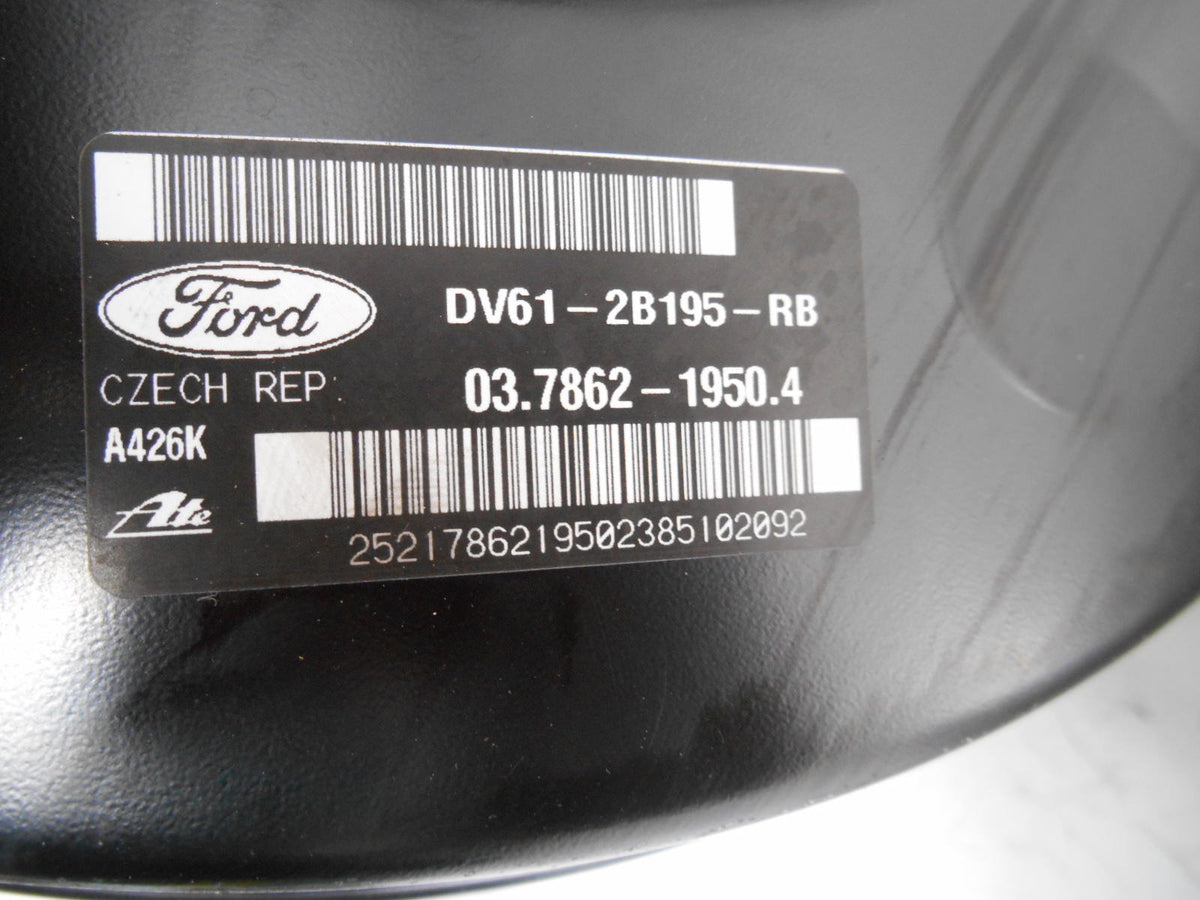 Ford
DV61-2B195-RB
CZECH REP.
03.7862-1950.4
A426K
Ate
2521786219502385102092